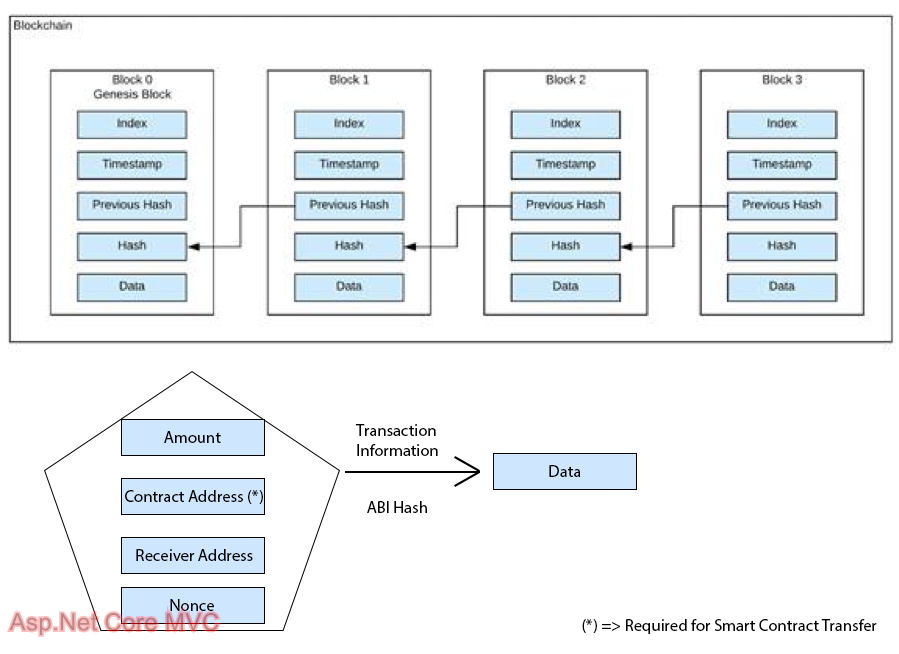 Blockchain
Block 0
Genesis Block
Index
Timestamp
Previous Hash
Hash
Data
Block 1
Index
Timestamp
Previous Hash
Hash
Data
Block 2
Index
Timestamp
Previous Hash
Hash
Data
Block 3
Index
Timestamp
Previous Hash
Hash
Data
Amount
Contract Address (*)
Receiver Address
Nonce
Transaction
Information
ABI Hash
Data
Asp.Net Core MVC
(*) => Required for Smart Contract Transfer